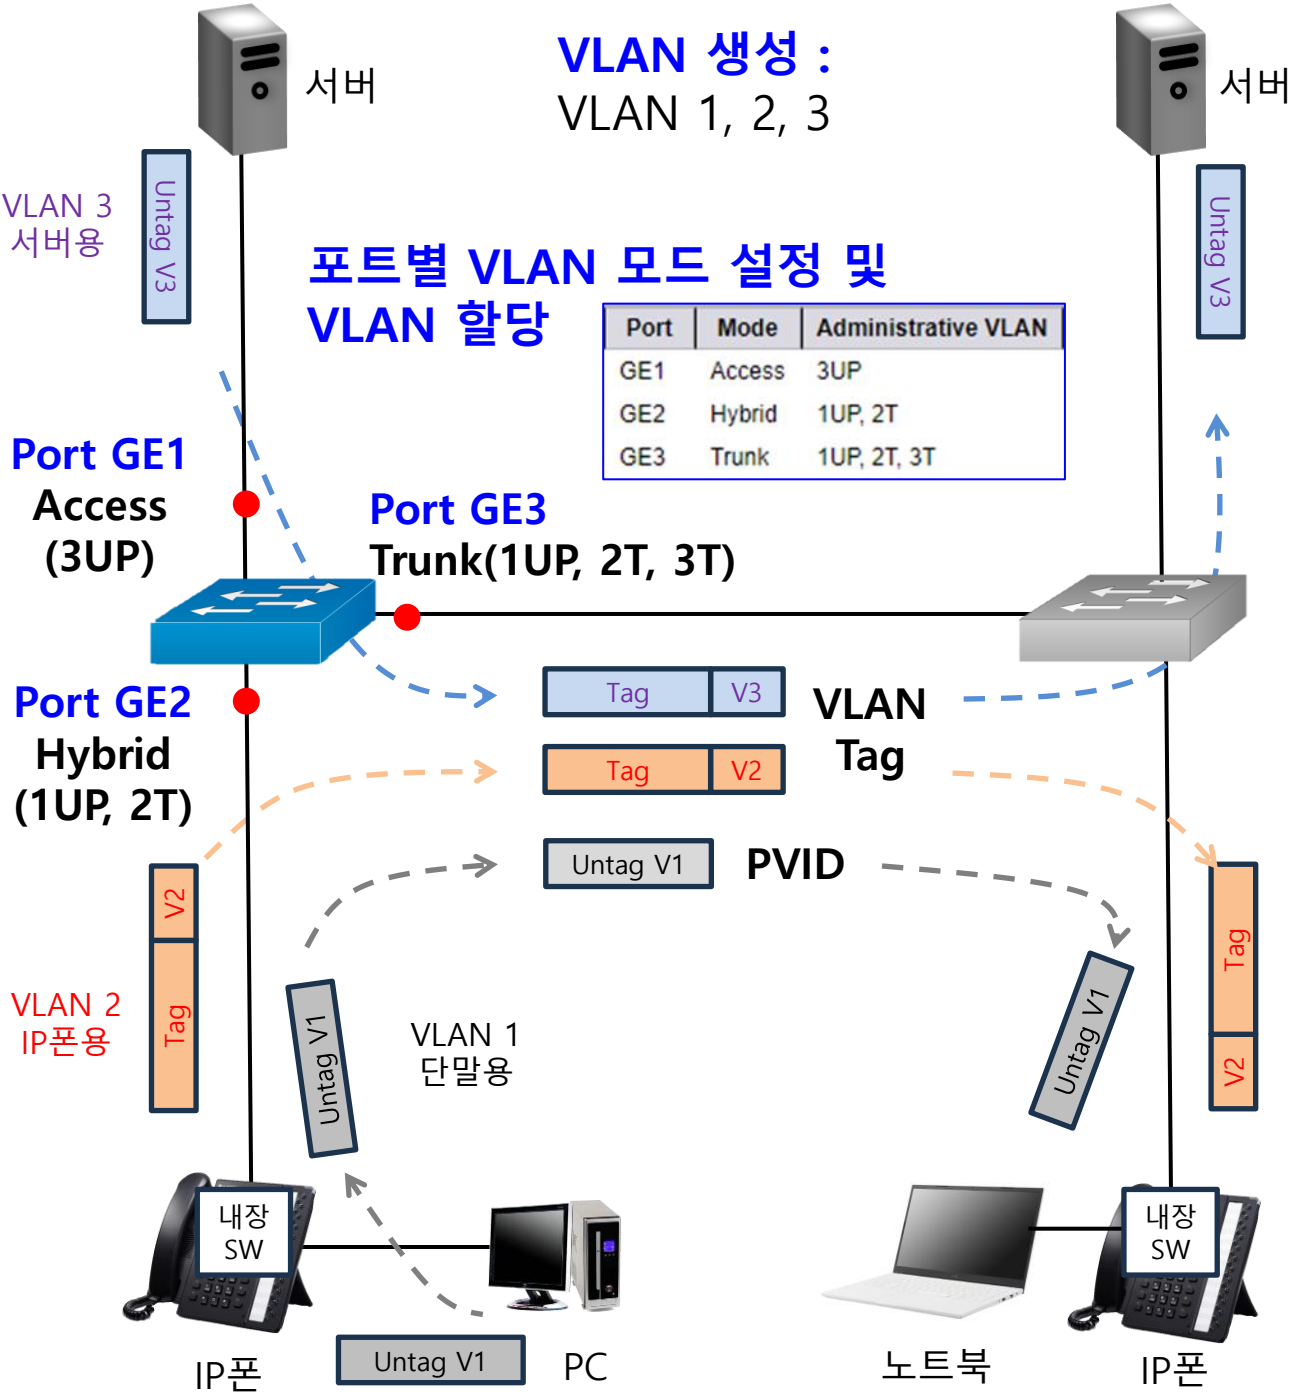 서버
VLAN 생성 :
VLAN 1, 2, 3
서버
VLAN 3
서버용
Untag V3
Untag V3
포트별 VLAN 모드 설정 및
VLAN 할당
Port Mode Administrative VLAN
GE1 Access 3UP
GE2 Hybrid 1UP, 2T
GE3 Trunk 1UP, 2T, 3T
Port GE1
Access
(3UP)
Port GE3
Trunk(1UP, 2T, 3T)
Port GE2
Hybrid
(1UP, 2T)
Tag V3
VLAN
Tag
Tag V2
Untag V1
PVID
V2
Tag
VLAN 2
IP폰용
Untag V1
VLAN 1
단말용
Untag V1
Tag
V2
내장
SW
내장
SW
IP폰
Untag V1
PC
노트북
IP폰